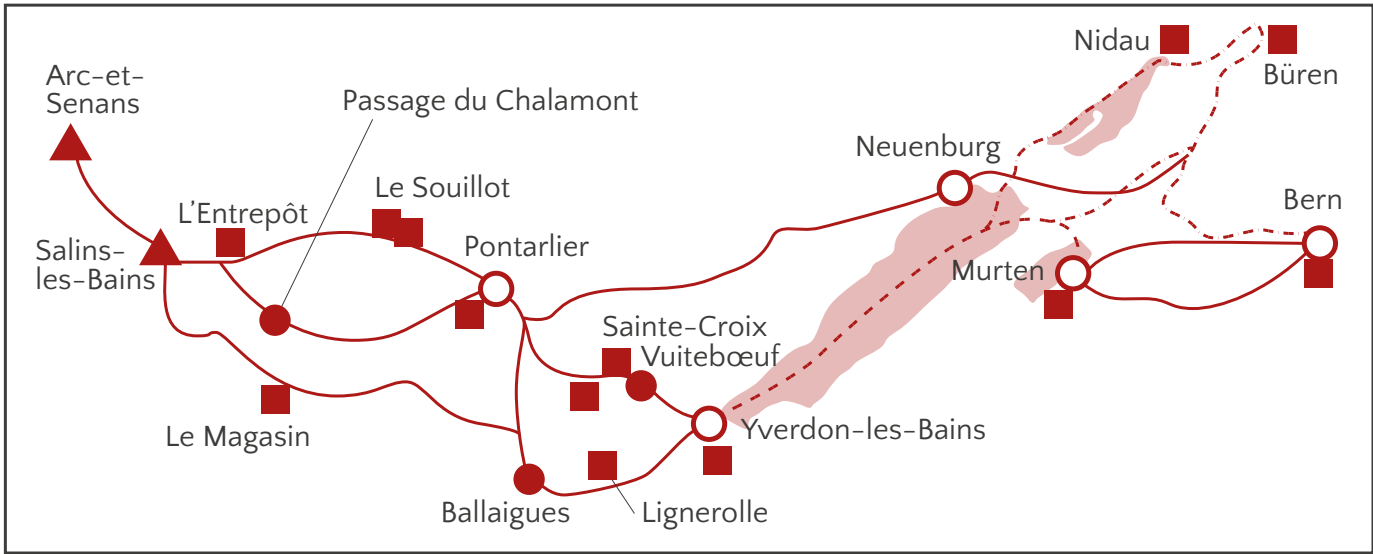 Nidau
Büren
Arc-et-
Senans
Passage du Chalamont
Neuenburg
Le Souillot
L'Entrepôt
Bern
Salins-
les-Bains
Pontarlier
Murten
Sainte-Croix
Vuitebœuf
Le Magasin
Yverdon-les-Bains
Ballaigues
Lignerolle